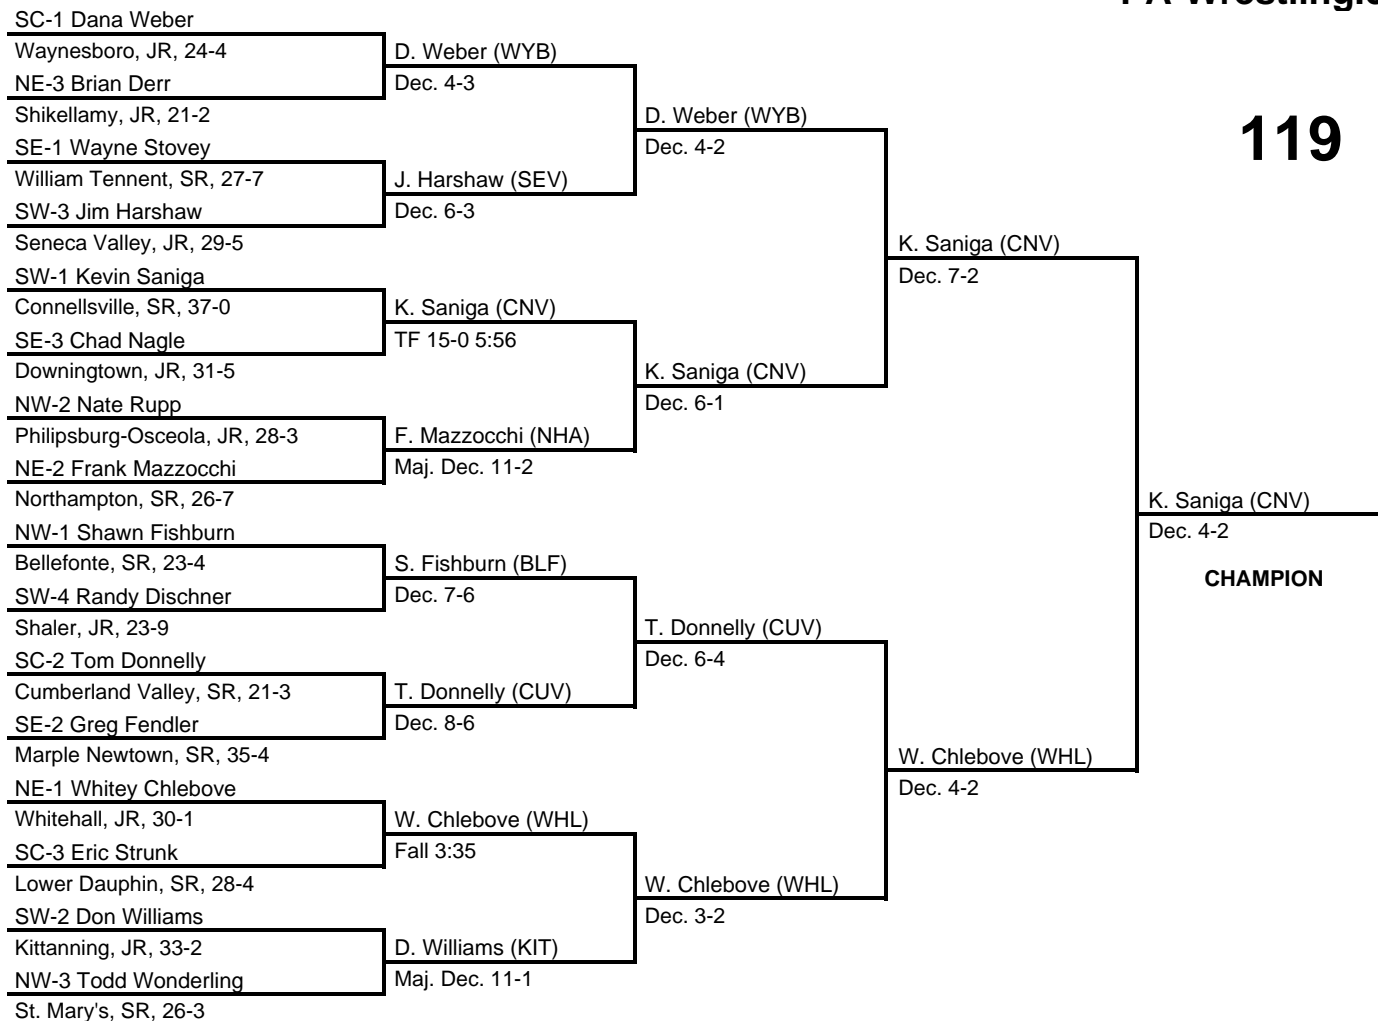 PA Wrestling
119
SC-1 Dana Weber
Waynesboro, JR, 24-4
NE-3 Brian Derr
Shikellamy, JR, 21-2
SE-1 Wayne Stovey
William Tennent, SR, 27-7
SW-3 Jim Harshaw
Seneca Valley, JR, 29-5
SW-1 Kevin Saniga
Connellsville, SR, 37-0
SE-3 Chad Nagle
Downingtown, JR, 31-5
NW-2 Nate Rupp
Philipsburg-Osceola, JR, 28-3
NE-2 Frank Mazzocchi
Northampton, SR, 26-7
NW-1 Shawn Fishburn
Bellefonte, SR, 23-4
SW-4 Randy Dischner
Shaler, JR, 23-9
SC-2 Tom Donnelly
Cumberland Valley, SR, 21-3
SE-2 Greg Fendler
Marple Newtown, SR, 35-4
NE-1 Whitey Chlebove
Whitehall, JR, 30-1
SC-3 Eric Strunk
Lower Dauphin, SR, 28-4
SW-2 Don Williams
Kittanning, JR, 33-2
NW-3 Todd Wonderling
St. Mary's, SR, 26-3
D. Weber (WYB)
Dec. 4-3
J. Harshaw (SEV)
Dec. 6-3
K. Saniga (CNV)
TF 15-0 5:56
F. Mazzocchi (NHA)
Maj. Dec. 11-2
S. Fishburn (BLF)
Dec. 7-6
T. Donnelly (CUV)
Dec. 8-6
W. Chlebove (WHL)
Fall 3:35
D. Williams (KIT)
Maj. Dec. 11-1
D. Weber (WYB)
Dec. 4-2
K. Saniga (CNV)
Dec. 6-1
T. Donnelly (CUV)
Dec. 6-4
W. Chlebove (WHL)
Dec. 3-2
K. Saniga (CNV)
Dec. 7-2
W. Chlebove (WHL)
Dec. 4-2
K. Saniga (CNV)
Dec. 4-2
CHAMPION